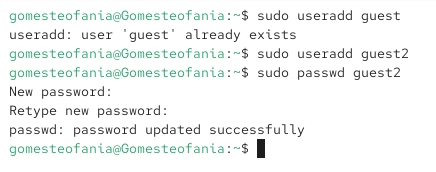 gomesteofania@Gomesteofania:~$ sudo useradd guest
useradd: user 'guest' already exists
gomesteofania@Gomesteofania:~$ sudo useradd guest2
gomesteofania@Gomesteofania:~$ sudo passwd guest2
New password:
Retype new password:
passwd: password updated successfully
gomesteofania@Gomesteofania:~$